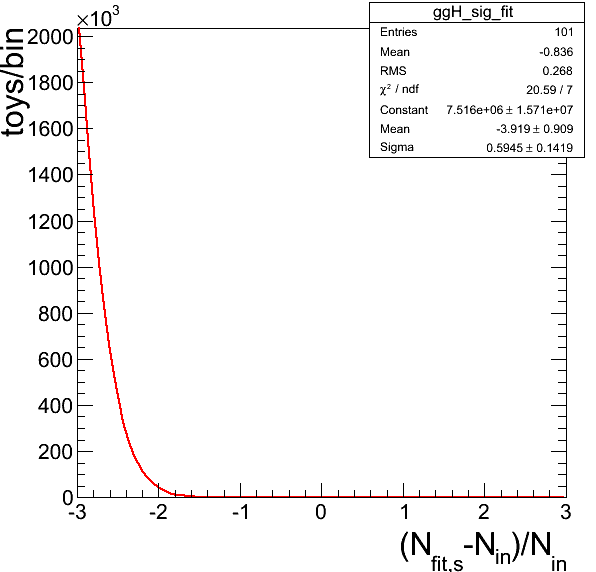 ggH_sig_fit
Entries 101
Mean -0.836
RMS 0.268
χ² / ndf 20.59 / 7
Constant 7.516e+06 ± 1.571e+07
Mean -3.919 ± 0.909
Sigma 0.5945 ± 0.1419
×10³
toys/bin
2000
1800
1600
1400
1200
1000
800
600
400
200
0
-3 -2 -1 0 1 2 3
(N_fit,s-N_in)/N_in